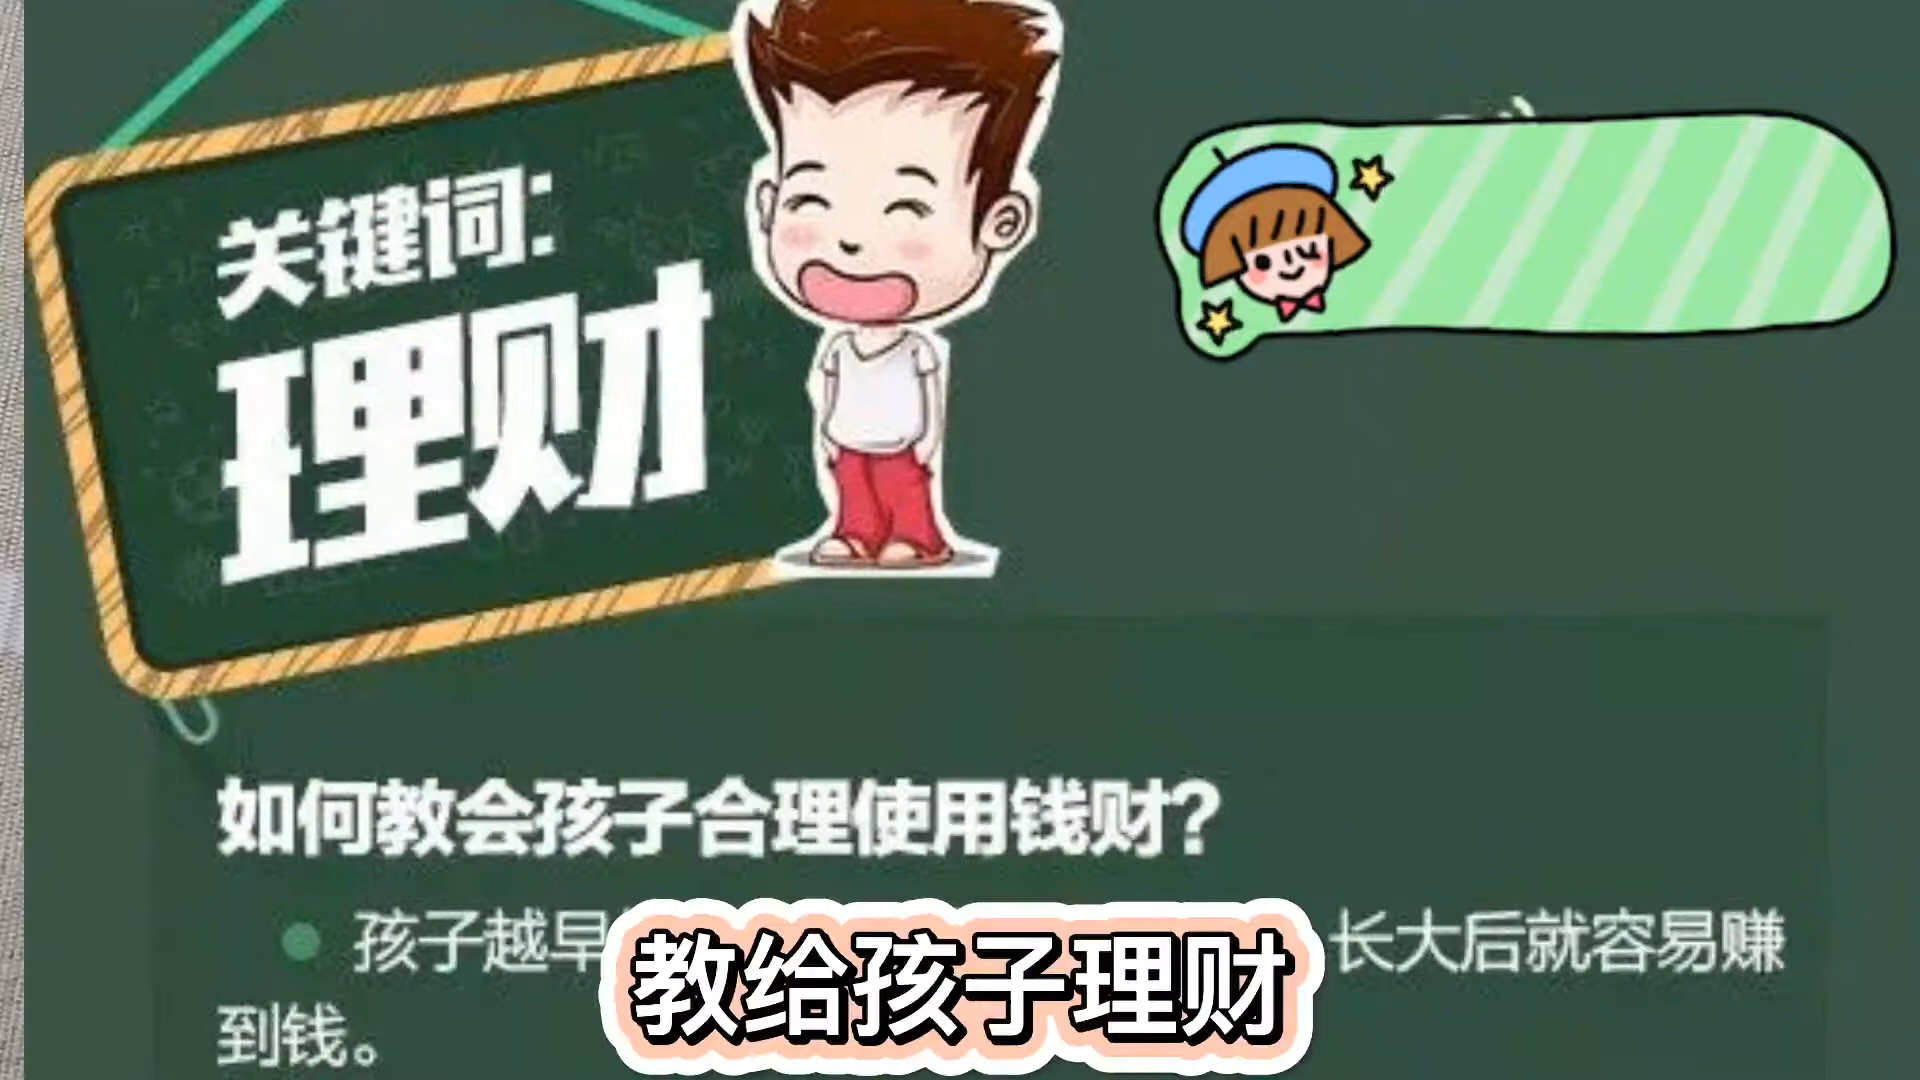 关键词:
理财
如何教会孩子合理使用钱财?
孩子越早
长大后就容易赚
到钱。
教给孩子理财